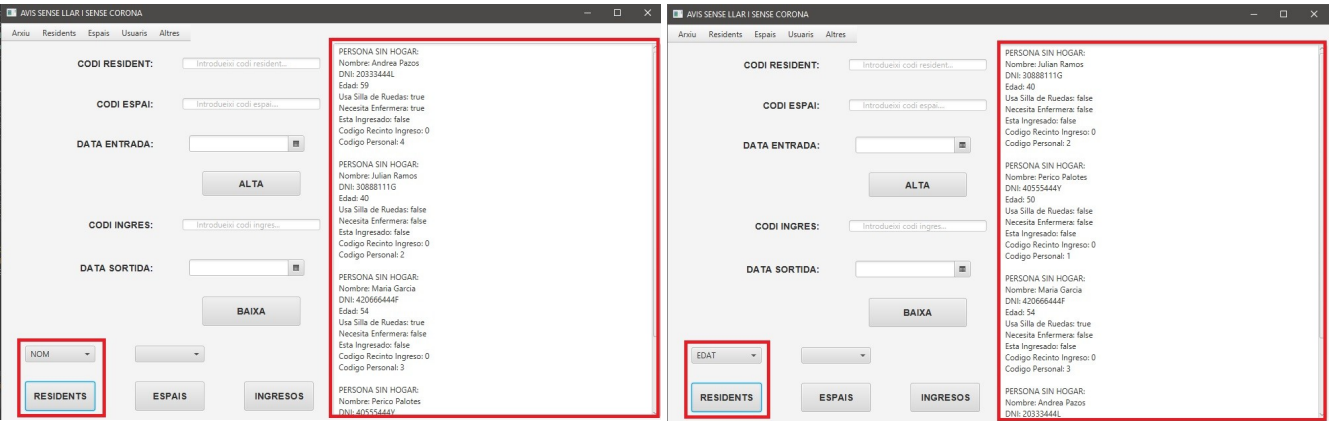 AVIS SENSE LLAR I SENSE CORONA
Arxiu Residents Espais Usuaris Altres
CODI RESIDENT: Introdueixi codi resident...
CODI ESPAI: Introdueixi codi espai...
DATA ENTRADA:
ALTA
CODI INGRES: Introdueixi codi ingres...
DATA SORTIDA:
BAIXA
NOM
RESIDENTS ESPAIS INGRESOS
PERSONA SIN HOGAR:
Nombre: Andrea Pazos
DNI: 20333444L
Edad: 59
Usa Silla de Ruedas: true
Necesita Enfermera: true
Esta Ingresado: false
Codigo Recinto Ingreso: 0
Codigo Personal: 4
PERSONA SIN HOGAR:
Nombre: Julian Ramos
DNI: 30888111G
Edad: 40
Usa Silla de Ruedas: false
Necesita Enfermera: false
Esta Ingresado: false
Codigo Recinto Ingreso: 0
Codigo Personal: 2
PERSONA SIN HOGAR:
Nombre: Maria Garcia
DNI: 420666444F
Edad: 54
Usa Silla de Ruedas: true
Necesita Enfermera: false
Esta Ingresado: false
Codigo Recinto Ingreso: 0
Codigo Personal: 3
PERSONA SIN HOGAR:
Nombre: Perico Palotes
DNI: 40555444Y
AVIS SENSE LLAR I SENSE CORONA
Arxiu Residents Espais Usuaris Altres
CODI RESIDENT: Introdueixi codi resident...
CODI ESPAI: Introdueixi codi espai...
DATA ENTRADA:
ALTA
CODI INGRES: Introdueixi codi ingres...
DATA SORTIDA:
BAIXA
EDAT
RESIDENTS ESPAIS INGRESOS
PERSONA SIN HOGAR:
Nombre: Julian Ramos
DNI: 30888111G
Edad: 40
Usa Silla de Ruedas: false
Necesita Enfermera: false
Esta Ingresado: false
Codigo Recinto Ingreso: 0
Codigo Personal: 2
PERSONA SIN HOGAR:
Nombre: Perico Palotes
DNI: 40555444Y
Edad: 50
Usa Silla de Ruedas: false
Necesita Enfermera: false
Esta Ingresado: false
Codigo Recinto Ingreso: 0
Codigo Personal: 1
PERSONA SIN HOGAR:
Nombre: Maria Garcia
DNI: 420666444F
Edad: 54
Usa Silla de Ruedas: true
Necesita Enfermera: false
Esta Ingresado: false
Codigo Recinto Ingreso: 0
Codigo Personal: 3
PERSONA SIN HOGAR:
Nombre: Andrea Pazos
DNI: 20333444L